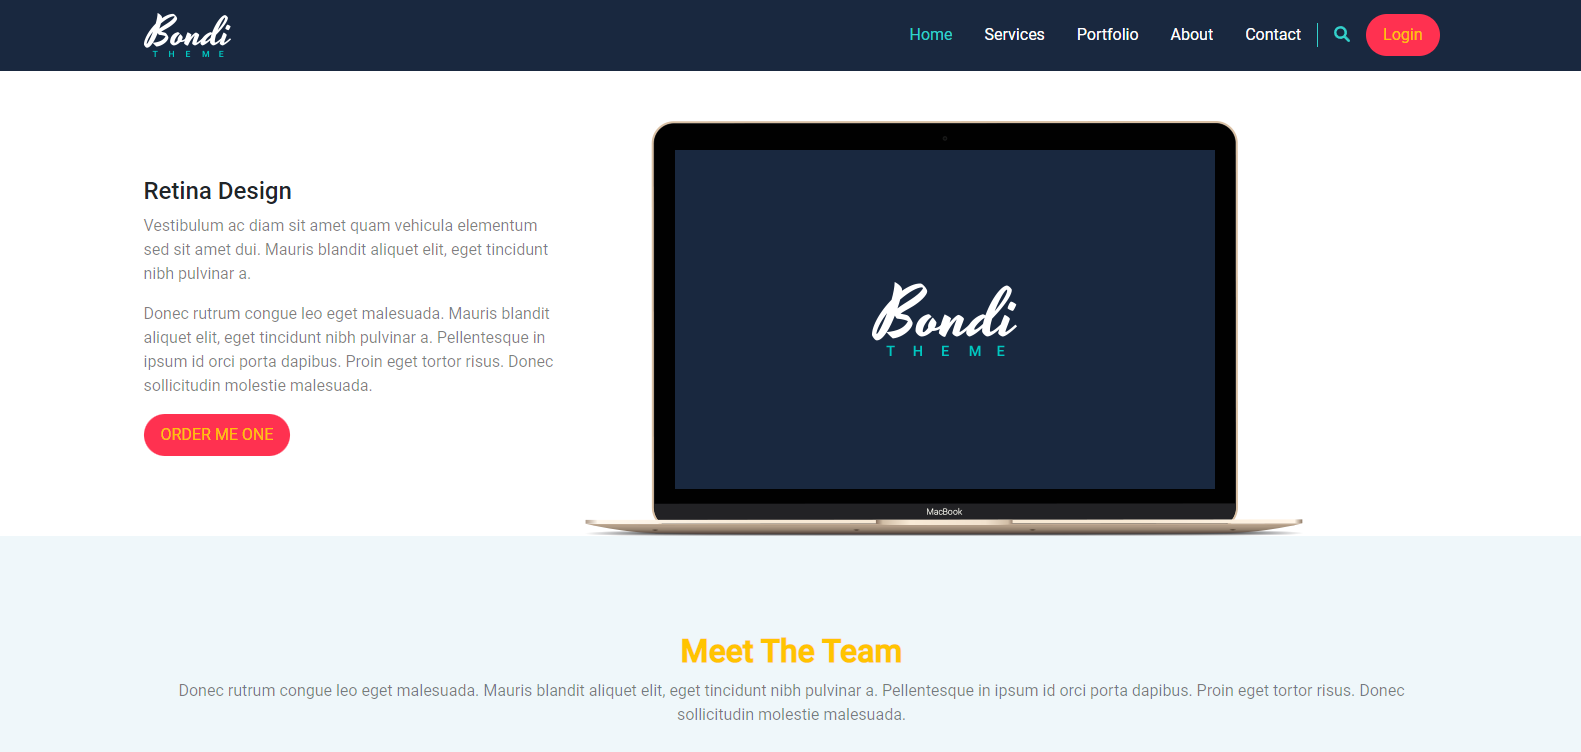 Bondi
THEME
Home Services Portfolio About Contact Login
Retina Design
Vestibulum ac diam sit amet quam vehicula elementum
sed sit amet dui. Mauris blandit aliquet elit, eget tincidunt
nibh pulvinar a.
Donec rutrum congue leo eget malesuada. Mauris blandit
aliquet elit, eget tincidunt nibh pulvinar a. Pellentesque in
ipsum id orci porta dapibus. Proin eget tortor risus. Donec
sollicitudin molestie malesuada.
ORDER ME ONE
Bondi
THEME
MacBook
Meet The Team
Donec rutrum congue leo eget malesuada. Mauris blandit aliquet elit, eget tincidunt nibh pulvinar a. Pellentesque in ipsum id orci porta dapibus. Proin eget tortor risus. Donec
sollicitudin molestie malesuada.